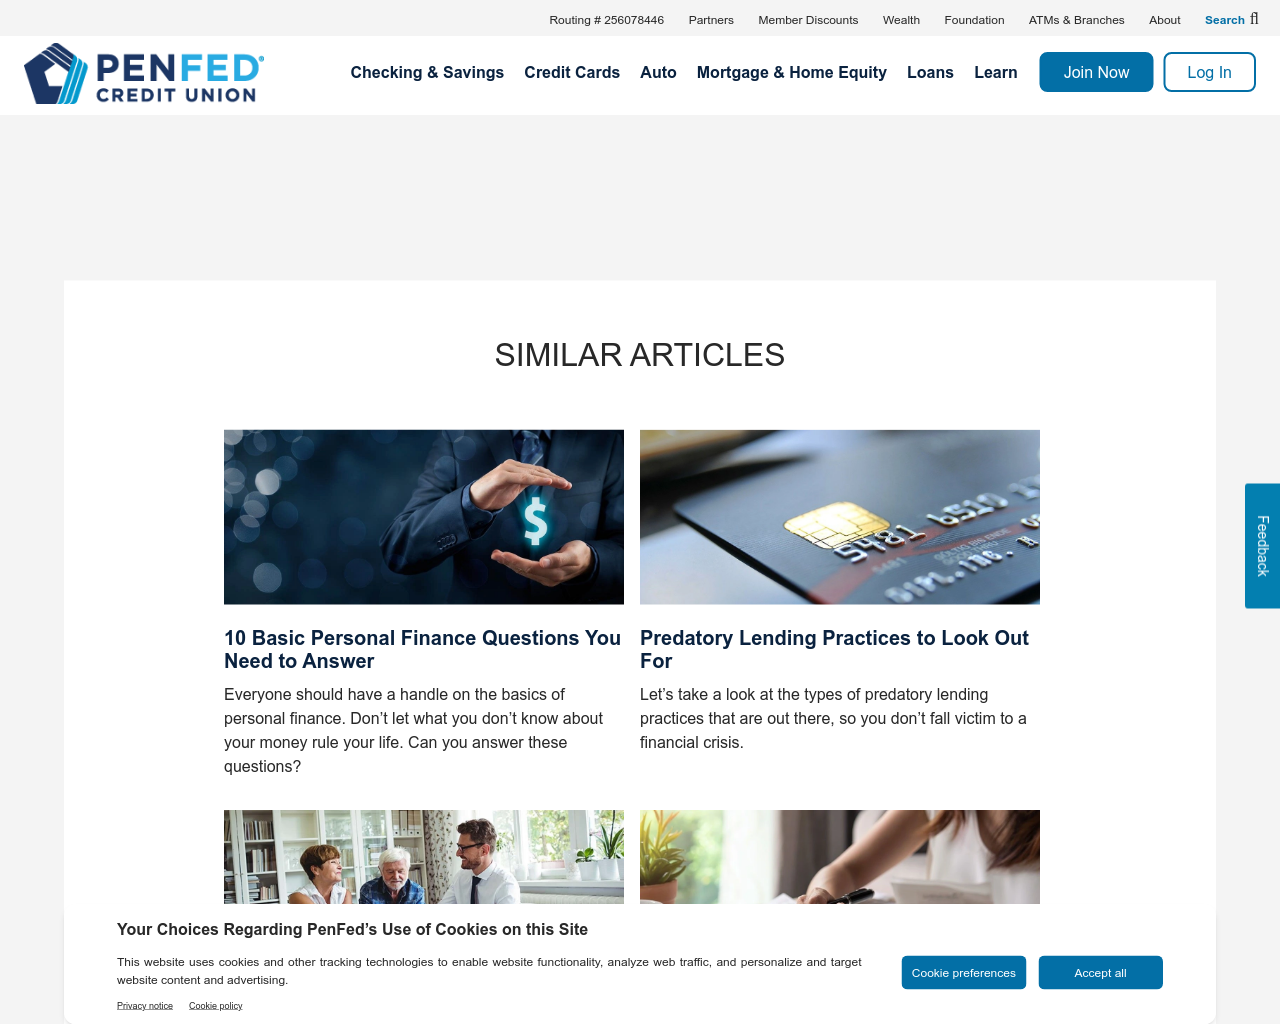 Routing # 256078446
Partners
Member Discounts
Wealth
Foundation
ATMs & Branches
About
Search
PENFED®
CREDIT UNION
Checking & Savings
Credit Cards
Auto
Mortgage & Home Equity
Loans
Learn
Join Now
Log In
SIMILAR ARTICLES
$
10 Basic Personal Finance Questions You
Need to Answer
Everyone should have a handle on the basics of
personal finance. Don’t let what you don’t know about
your money rule your life. Can you answer these
questions?
Predatory Lending Practices to Look Out
For
Let’s take a look at the types of predatory lending
practices that are out there, so you don’t fall victim to a
financial crisis.
Feedback
Your Choices Regarding PenFed’s Use of Cookies on this Site
This website uses cookies and other tracking technologies to enable website functionality, analyze web traffic, and personalize and target
website content and advertising.
Privacy notice
Cookie policy
Cookie preferences
Accept all